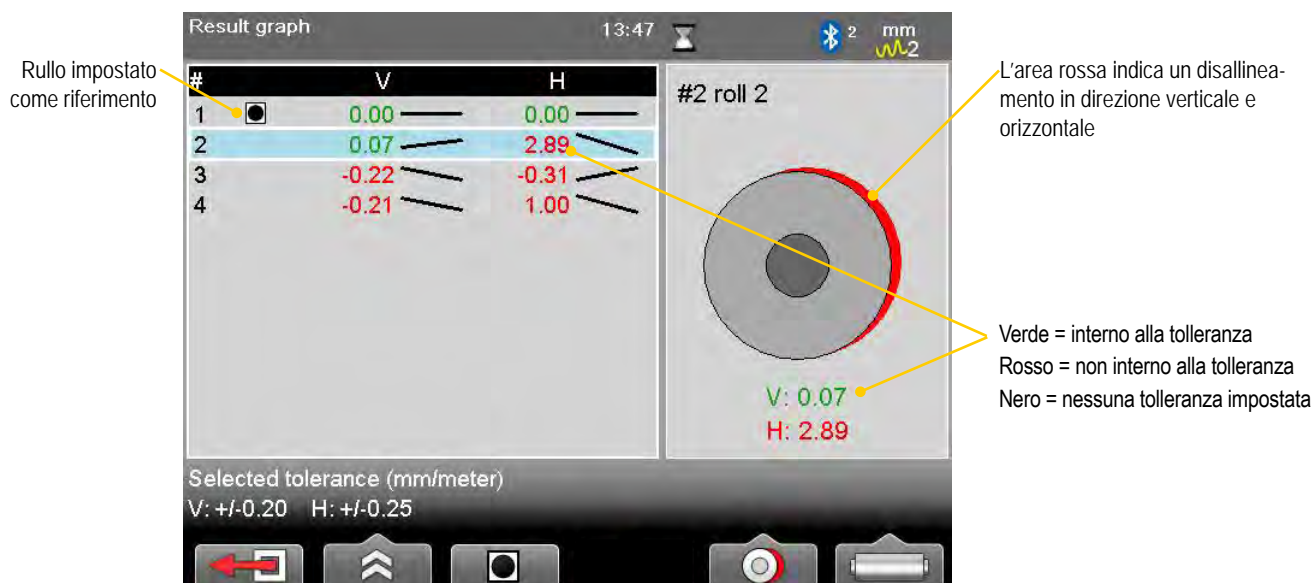 Result graph 13:47 2 mm
2
Rullo impostato
come riferimento
# V H
1 0.00 0.00
2 0.07 2.89
3 -0.22 -0.31
4 -0.21 1.00
#2 roll 2
V: 0.07
H: 2.89
L'area rossa indica un disallinea-
mento in direzione verticale e
orizzontale
Verde = interno alla tolleranza
Rosso = non interno alla tolleranza
Nero = nessuna tolleranza impostata
Selected tolerance (mm/meter)
V: +/-0.20 H: +/-0.25